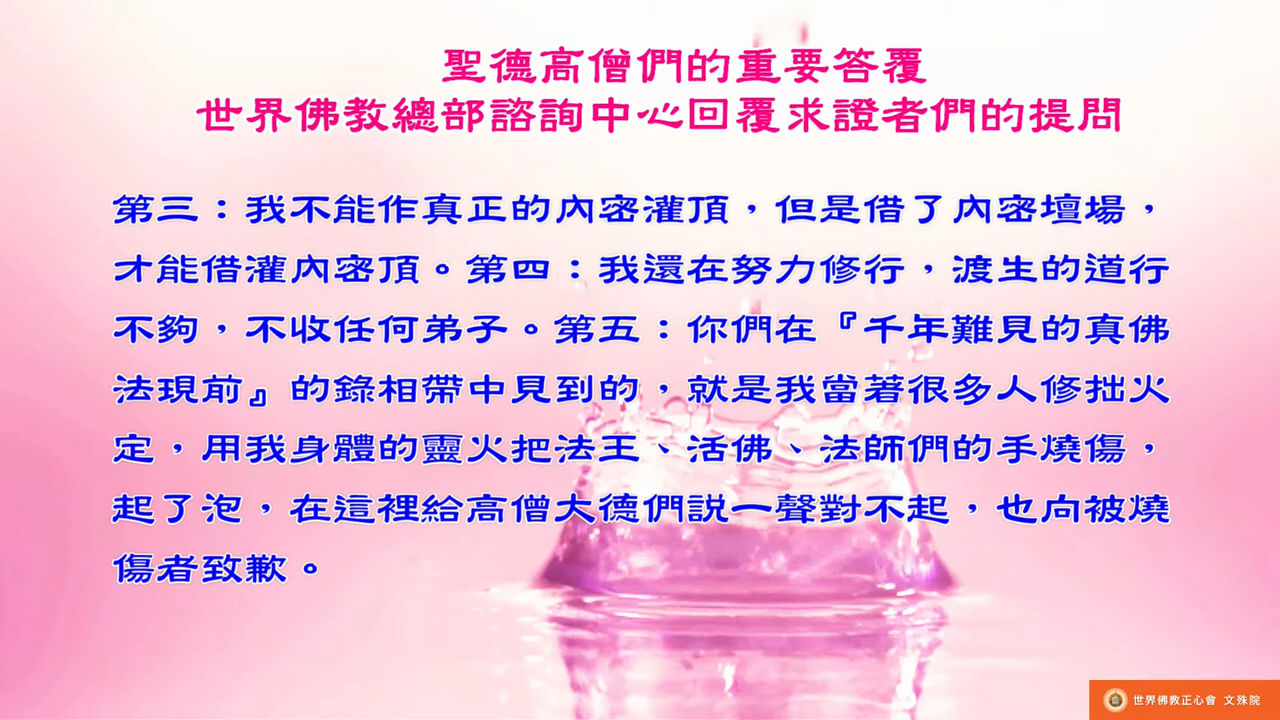 聖德高僧們的重要答覆
世界佛教總部諮詢中心回覆求證者們的提問
第三：我不能作真正的內密灌頂，但是借了內密壇場，
才能借灌內密頂。第四：我還在努力修行，渡生的道行
不夠，不收任何弟子。第五：你們在『千年難見的真佛
法現前』的錄相帶中見到的，就是我當著很多人修拙火
定，用我身體的靈火把法王、活佛、法師們的手燒傷，
起了泡，在這裡給高僧大德們說一聲對不起，也向被燒
傷者致歉。
世界佛教正心會 文殊院